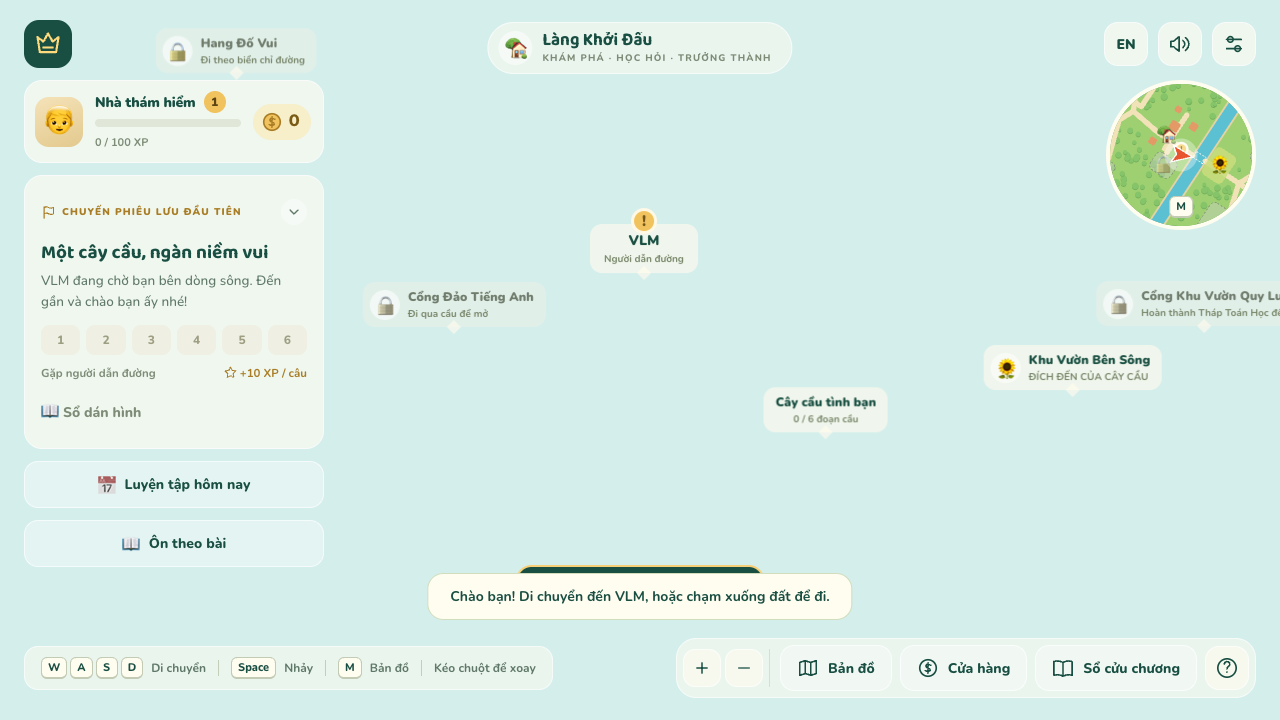 Hang Đố Vui
Đi theo biển chỉ đường
Làng Khởi Đầu
KHÁM PHÁ · HỌC HỎI · TRƯỞNG THÀNH
EN
Nhà thám hiểm 1
0 / 100 XP
0
CHUYẾN PHIÊU LƯU ĐẦU TIÊN
Một cây cầu, ngàn niềm vui
VLM đang chờ bạn bên dòng sông. Đến
gần và chào bạn ấy nhé!
1 2 3 4 5 6
Gặp người dẫn đường
+10 XP / câu
Sổ dán hình
17 Luyện tập hôm nay
Ôn theo bài
!
VLM
Người dẫn đường
Cổng Đảo Tiếng Anh
Đi qua cầu để mở
M
Cổng Khu Vườn Quy
Hoàn thành Tháp Toán Học
Khu Vườn Bên Sông
ĐÍCH ĐẾN CỦA CÂY CẦU
Cây cầu tình bạn
0 / 6 đoạn cầu
Chào bạn! Di chuyển đến VLM, hoặc chạm xuống đất để đi.
W A S D Di chuyển
Space Nhảy
M Bản đồ
Kéo chuột để xoay
+ −
Bản đồ
Cửa hàng
Sổ cửu chương
?